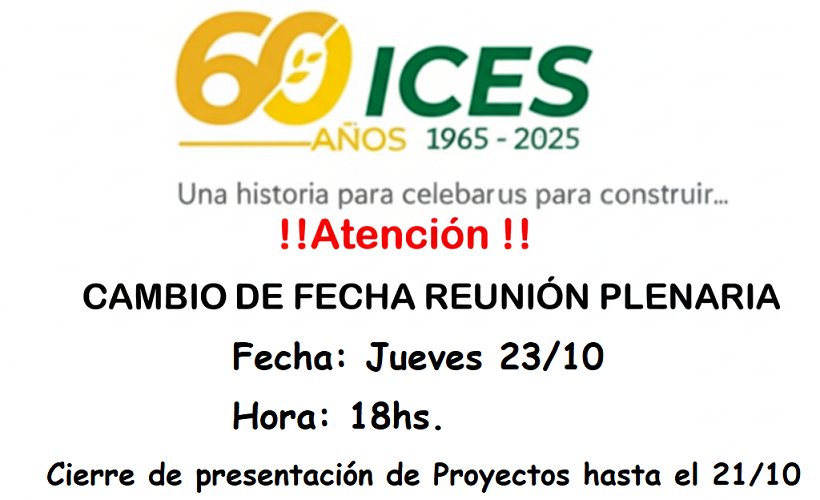 60 ICES
AÑOS 1965 - 2025
Una historia para celebarus para construir...
!!Atención !!
CAMBIO DE FECHA REUNIÓN PLENARIA
Fecha: Jueves 23/10
Hora: 18hs.
Cierre de presentación de Proyectos hasta el 21/10